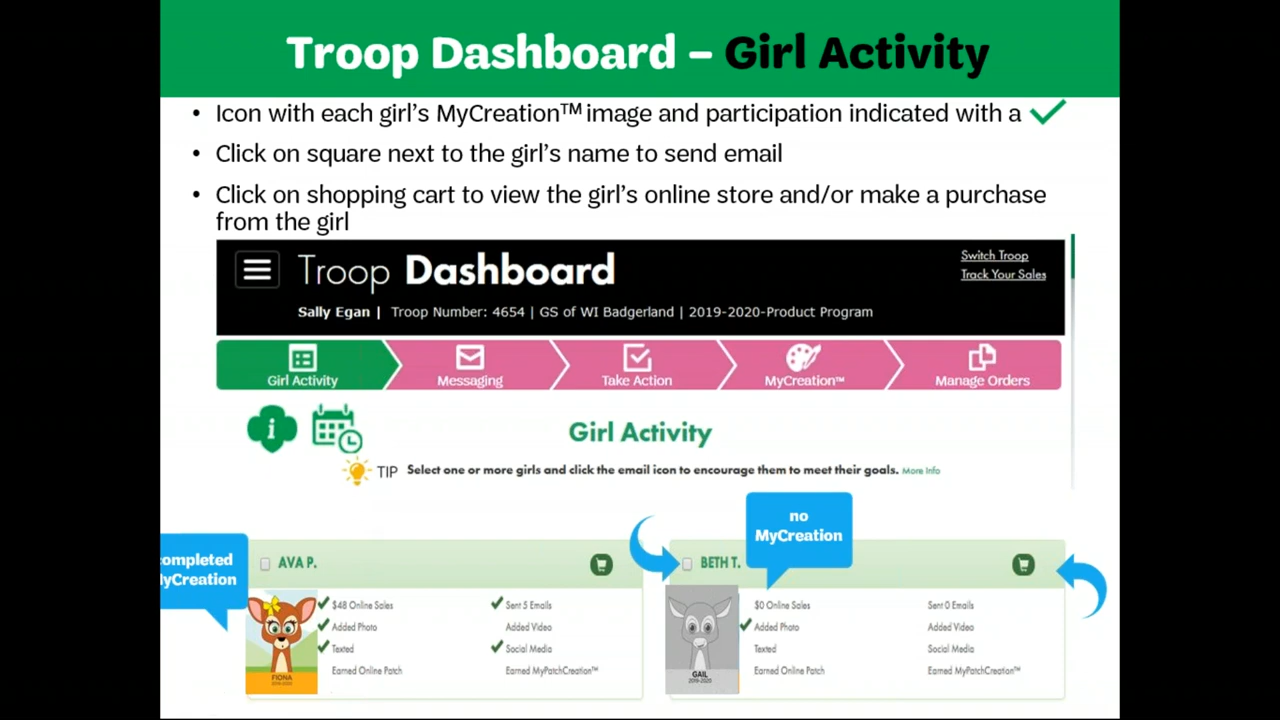 Troop Dashboard – Girl Activity
• Icon with each girl's MyCreation™ image and participation indicated with a ✓
• Click on square next to the girl's name to send email
• Click on shopping cart to view the girl's online store and/or make a purchase
from the girl
Troop Dashboard
Switch Troop
Track Your Sales
Sally Egan | Troop Number: 4654 | GS of WI Badgerland | 2019-2020-Product Program
Girl Activity
Messaging
Take Action
MyCreation™
Manage Orders
i
Girl Activity
TIP Select one or more girls and click the email icon to encourage them to meet their goals. More Info
ompleted
yCreation
AVA P.
$48 Online Sales
Sent 5 Emails
Added Photo
Added Video
Texted
Social Media
Earned Online Patch
Earned MyPatchCreation™
FIONA
2019-2020
no
MyCreation
BETH T.
$0 Online Sales
Sent 0 Emails
Added Photo
Added Video
Texted
Social Media
Earned Online Patch
Earned MyPatchCreation™
GAIL
2019-2020